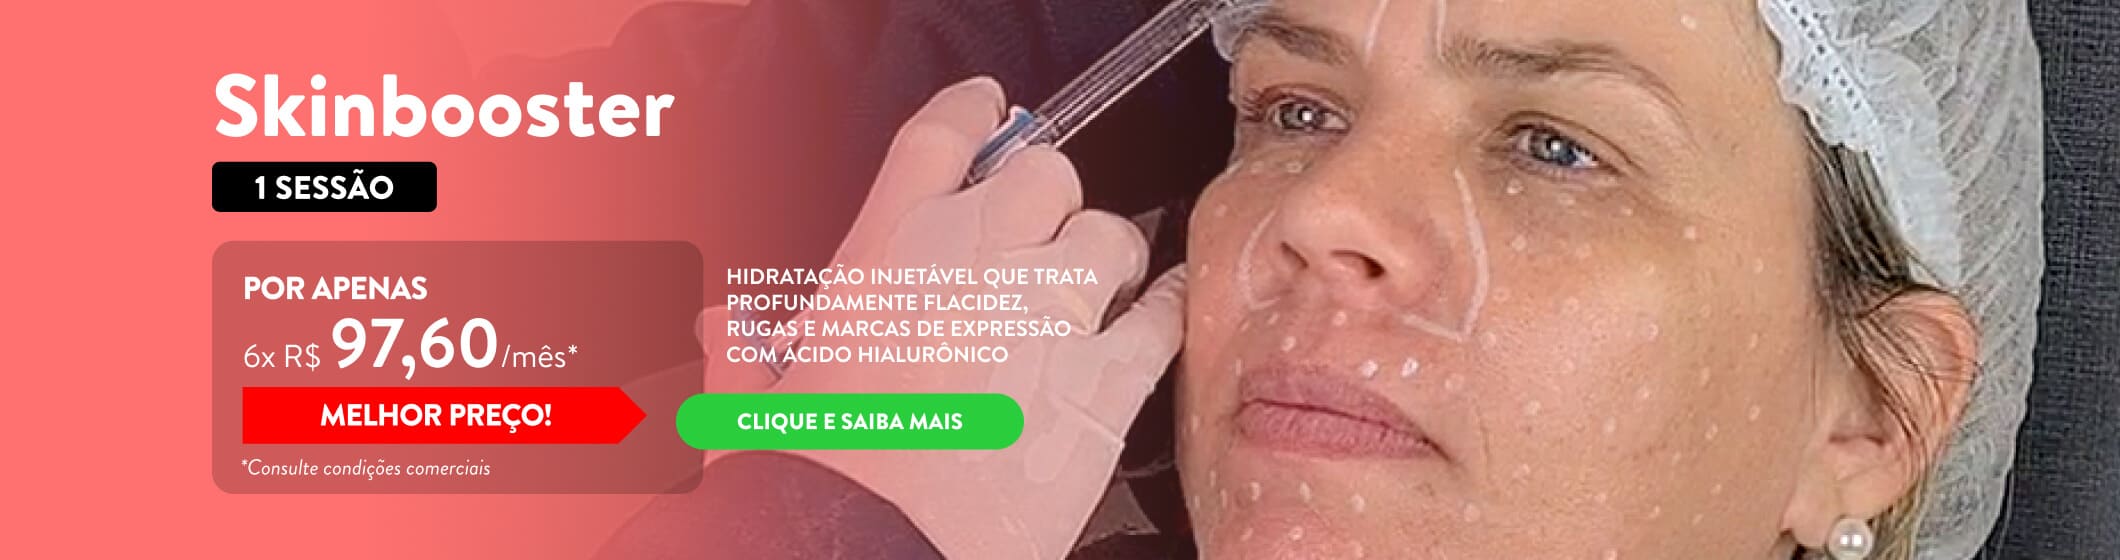 Skinbooster
1 SESSÃO
POR APENAS
6x R$ 97,60/mês*
MELHOR PREÇO!
*Consulte condições comerciais
HIDRATAÇÃO INJETÁVEL QUE TRATA
PROFUNDAMENTE FLACIDEZ,
RUGAS E MARCAS DE EXPRESSÃO
COM ÁCIDO HIALURÔNICO
CLIQUE E SAIBA MAIS